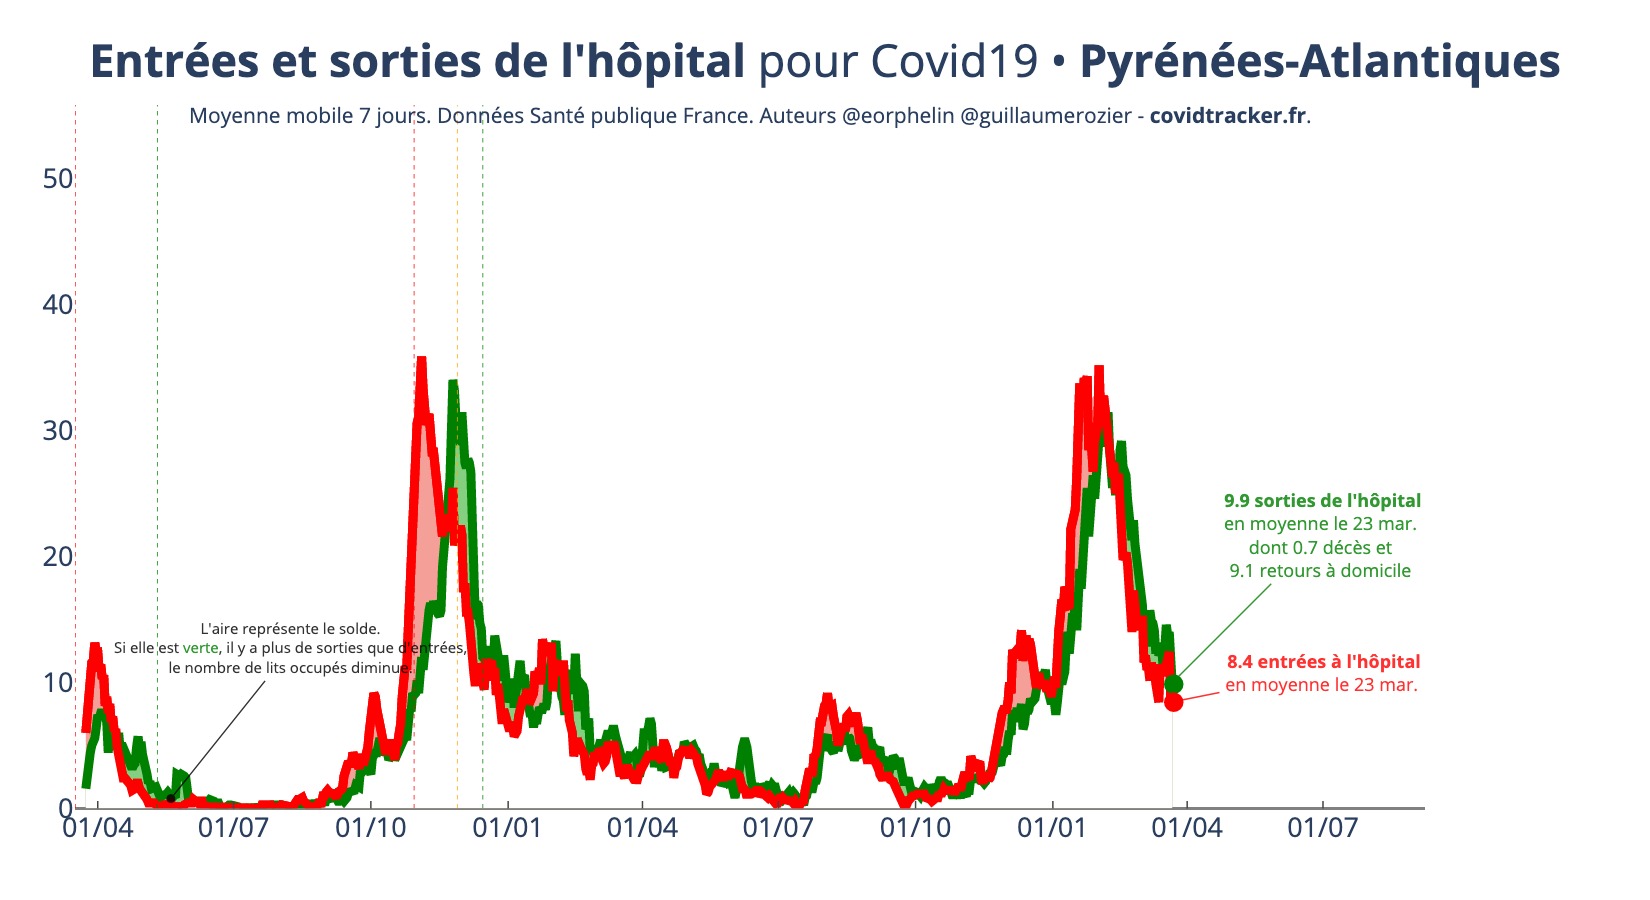 Entrées et sorties de l'hôpital pour Covid19 • Pyrénées-Atlantiques
Moyenne mobile 7 jours. Données Santé publique France. Auteurs @eorphelin @guillaumerozier - covidtracker.fr.
50
40
30
20
10
0
9.9 sorties de l'hôpital
en moyenne le 23 mar.
dont 0.7 décès et
9.1 retours à domicile
L'aire représente le solde.
Si elle est verte, il y a plus de sorties que d'entrées,
le nombre de lits occupés diminue.
8.4 entrées à l'hôpital
en moyenne le 23 mar.
01/04 01/07 01/10 01/01 01/04 01/07 01/10 01/01 01/04 01/07